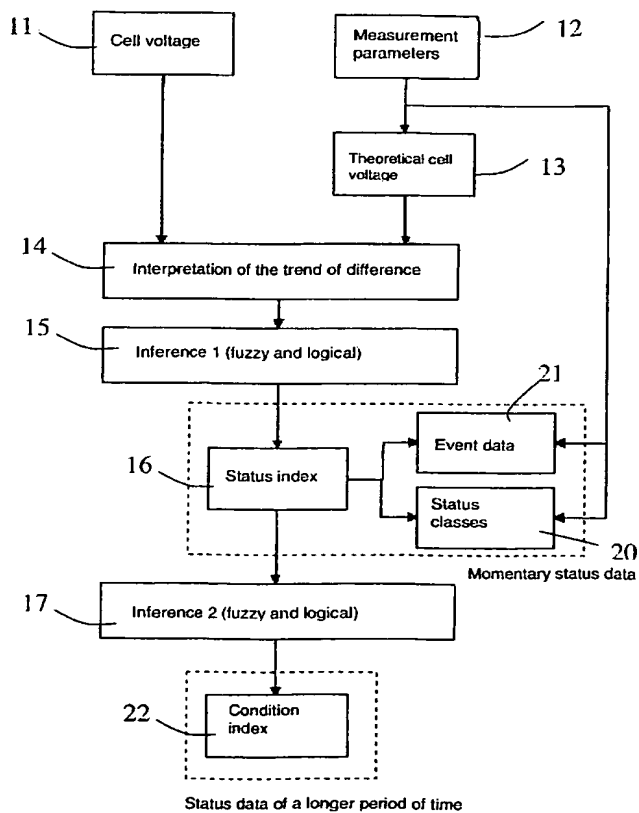 11
Cell voltage
Measurement
parameters
12
Theoretical cell
voltage
13
14
Interpretation of the trend of difference
15
Inference 1 (fuzzy and logical)
21
Event data
16
Status index
Status
classes
20
Momentary status data
17
Inference 2 (fuzzy and logical)
22
Condition
index
Status data of a longer period of time